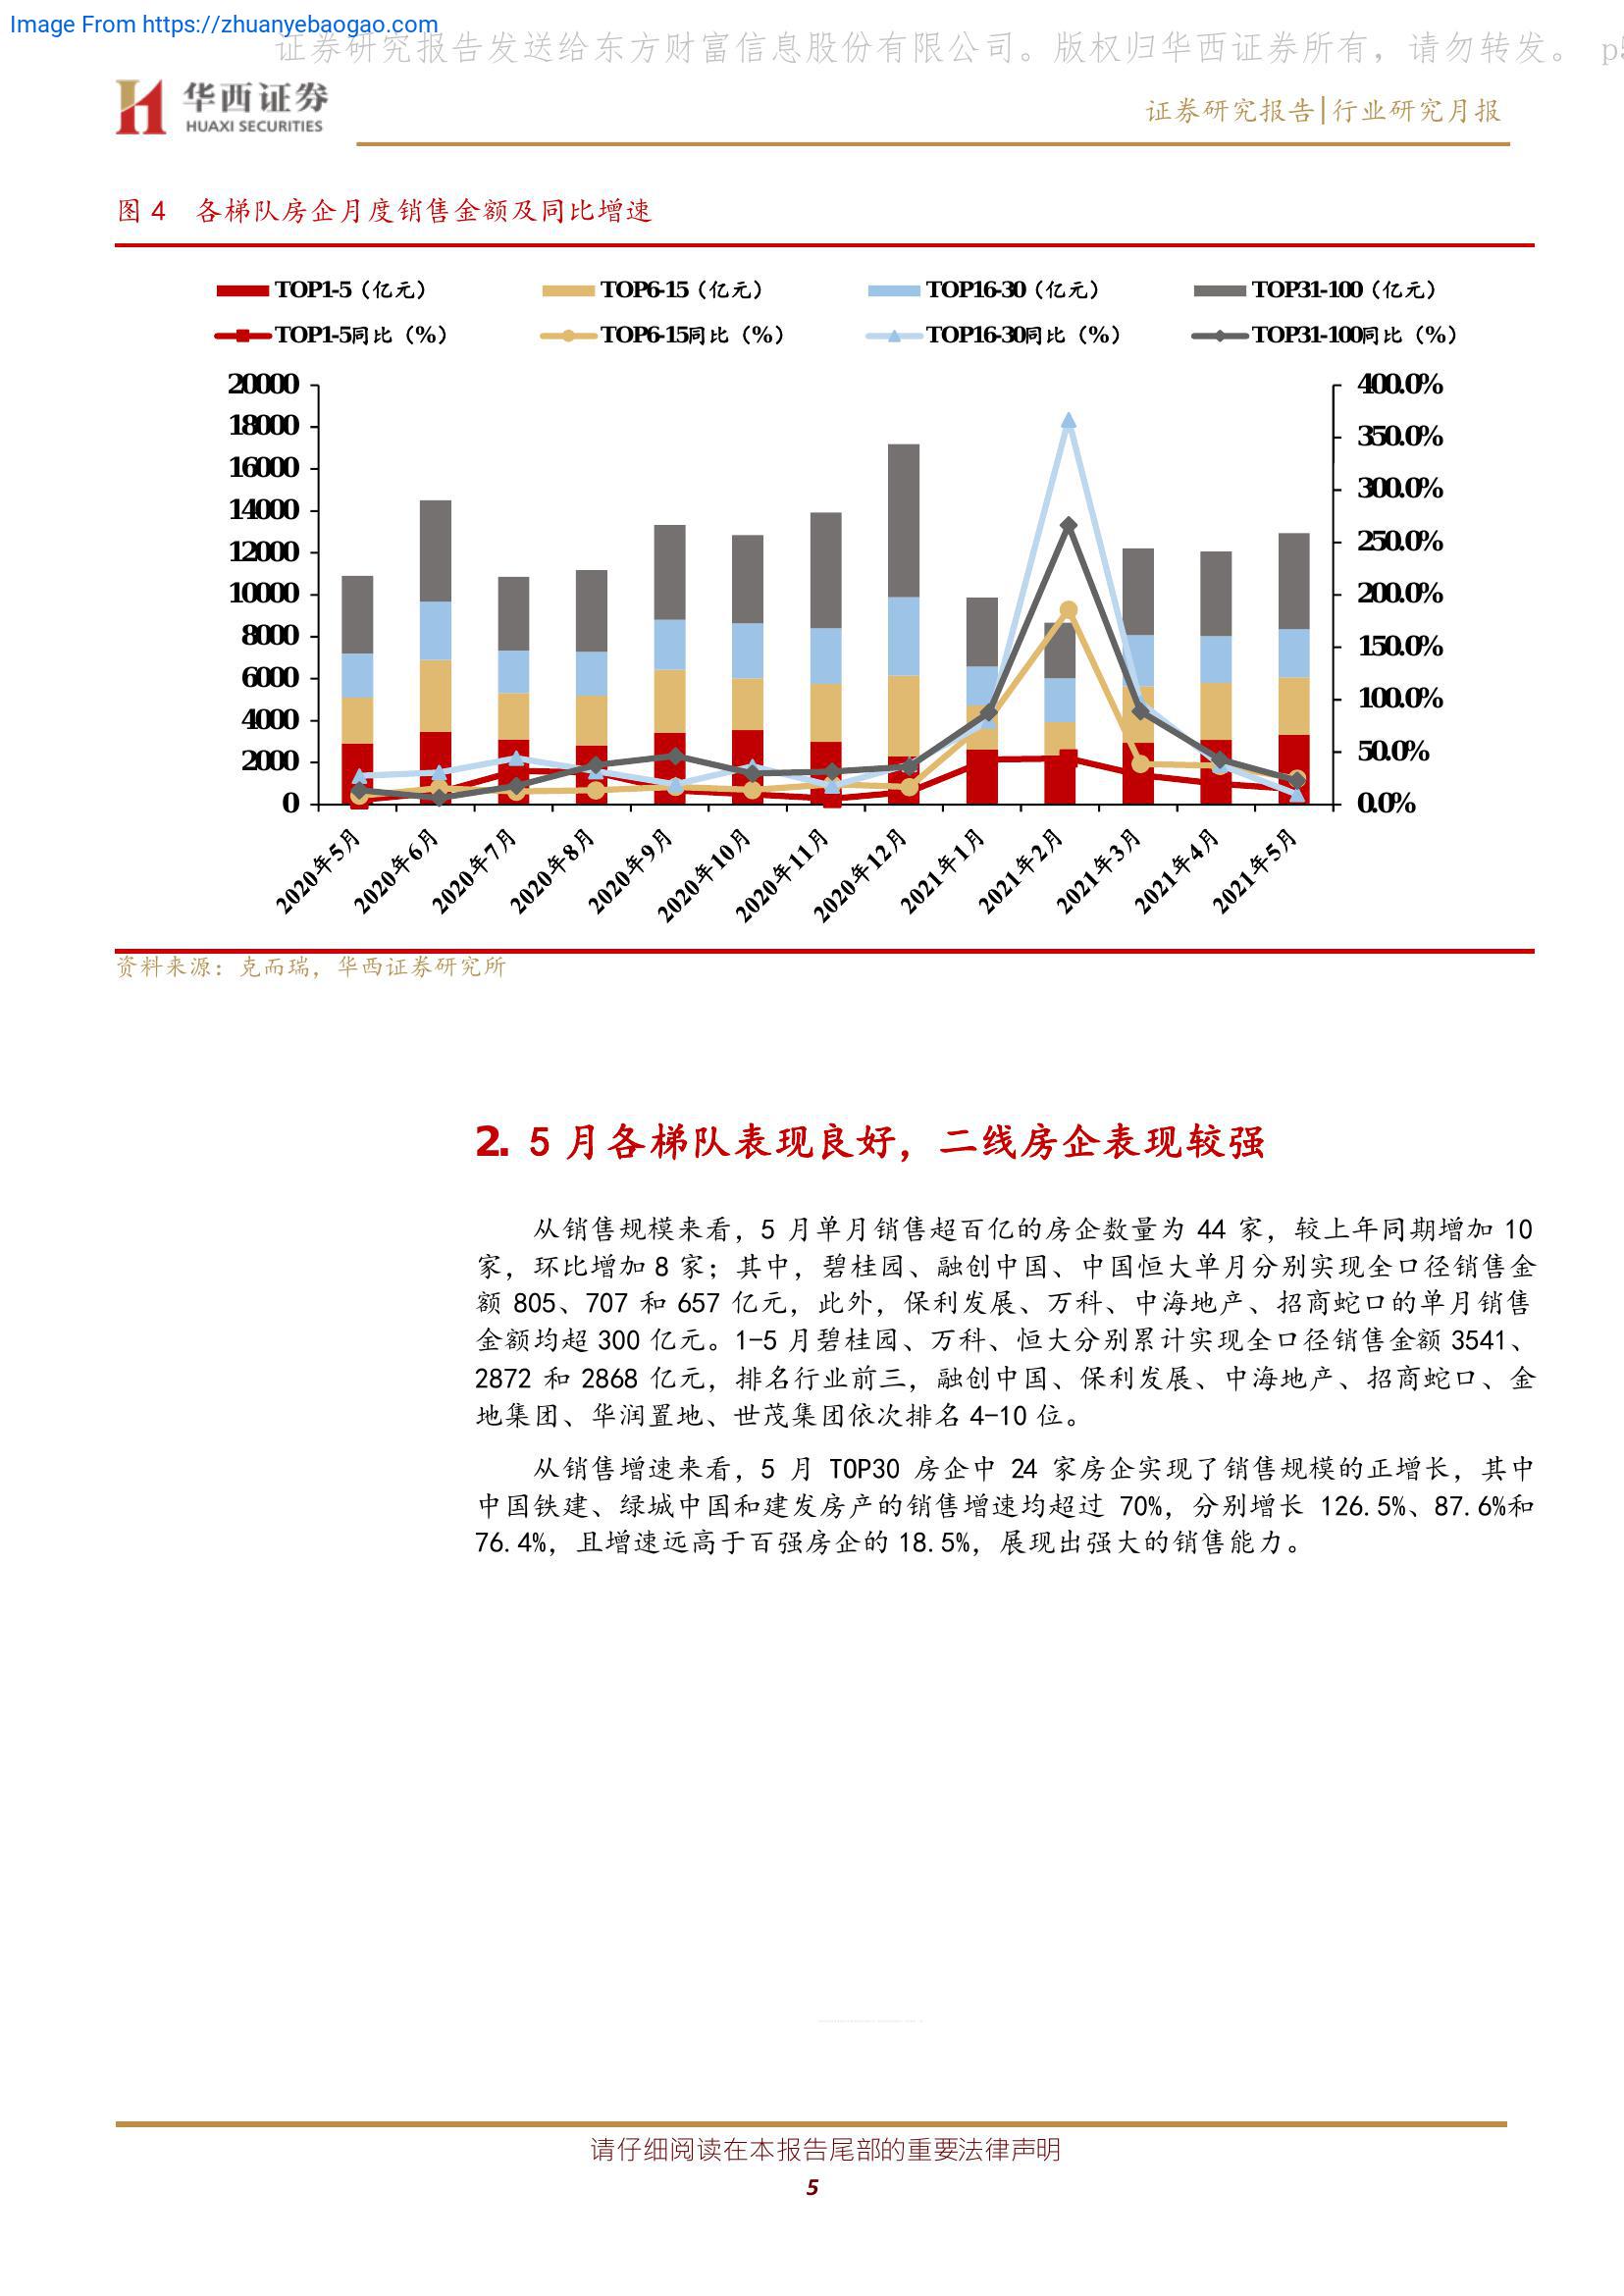 Image From https://zhuanyebaogao.com
证券研究报告发送给东方财富信息股份有限公司。版权归华西证券所有，请勿转发。 p5
华西证券
HUAXI SECURITIES
证券研究报告|行业研究月报
图 4 各梯队房企月度销售金额及同比增速
TOP1-5（亿元） TOP6-15（亿元） TOP16-30（亿元） TOP31-100（亿元）
TOP1-5同比（%） TOP6-15同比（%） TOP16-30同比（%） TOP31-100同比（%）
20000 400.0%
18000 350.0%
16000 300.0%
14000 250.0%
12000 200.0%
10000 150.0%
8000 100.0%
6000 50.0%
4000 0.0%
2000
0
2020年5月 2020年6月 2020年7月 2020年8月 2020年9月 2020年10月 2020年11月 2020年12月 2021年1月 2021年2月 2021年3月 2021年4月 2021年5月
资料来源：克而瑞，华西证券研究所
2. 5 月各梯队表现良好，二线房企表现较强
从销售规模来看，5 月单月销售超百亿的房企数量为 44 家，较上年同期增加 10
家，环比增加 8 家；其中，碧桂园、融创中国、中国恒大单月分别实现全口径销售金
额 805、707 和 657 亿元，此外，保利发展、万科、中海地产、招商蛇口的单月销售
金额均超 300 亿元。1-5 月碧桂园、万科、恒大分别累计实现全口径销售金额 3541、
2872 和 2868 亿元，排名行业前三，融创中国、保利发展、中海地产、招商蛇口、金
地集团、华润置地、世茂集团依次排名 4-10 位。
从销售增速来看，5 月 TOP30 房企中 24 家房企实现了销售规模的正增长，其中
中国铁建、绿城中国和建发房产的销售增速均超过 70%，分别增长 126.5%、87.6%和
76.4%，且增速远高于百强房企的 18.5%，展现出强大的销售能力。
请仔细阅读在本报告尾部的重要法律声明
5